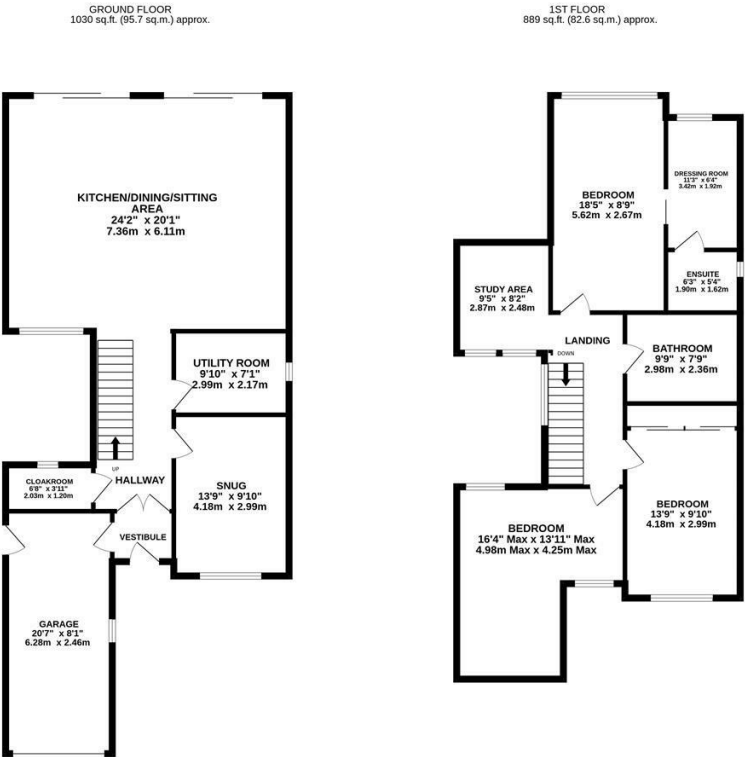 GROUND FLOOR
1030 sq.ft. (95.7 sq.m.) approx.
KITCHEN/DINING/SITTING
AREA
24'2" x 20'1"
7.36m x 6.11m
UTILITY ROOM
9'10" x 7'1"
2.99m x 2.17m
UP
HALLWAY
CLOAKROOM
6'8" x 3'11"
2.03m x 1.20m
SNUG
13'9" x 9'10"
4.18m x 2.99m
VESTIBULE
GARAGE
20'7" x 8'1"
6.28m x 2.46m
1ST FLOOR
889 sq.ft. (82.6 sq.m.) approx.
BEDROOM
18'5" x 8'9"
5.62m x 2.67m
DRESSING ROOM
11'3" x 6'4"
3.42m x 1.92m
ENSUITE
6'3" x 5'4"
1.90m x 1.62m
STUDY AREA
9'5" x 8'2"
2.87m x 2.48m
LANDING
DOWN
BATHROOM
9'9" x 7'9"
2.98m x 2.36m
BEDROOM
13'9" x 9'10"
4.18m x 2.99m
BEDROOM
16'4" Max x 13'11" Max
4.98m Max x 4.25m Max